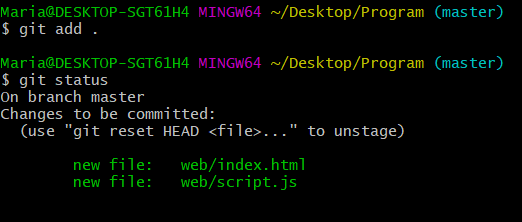 Maria@DESKTOP-SGT61H4 MINGW64 ~/Desktop/Program (master)
$ git add .
Maria@DESKTOP-SGT61H4 MINGW64 ~/Desktop/Program (master)
$ git status
On branch master
Changes to be committed:
  (use "git reset HEAD <file>..." to unstage)
        new file:   web/index.html
        new file:   web/script.js